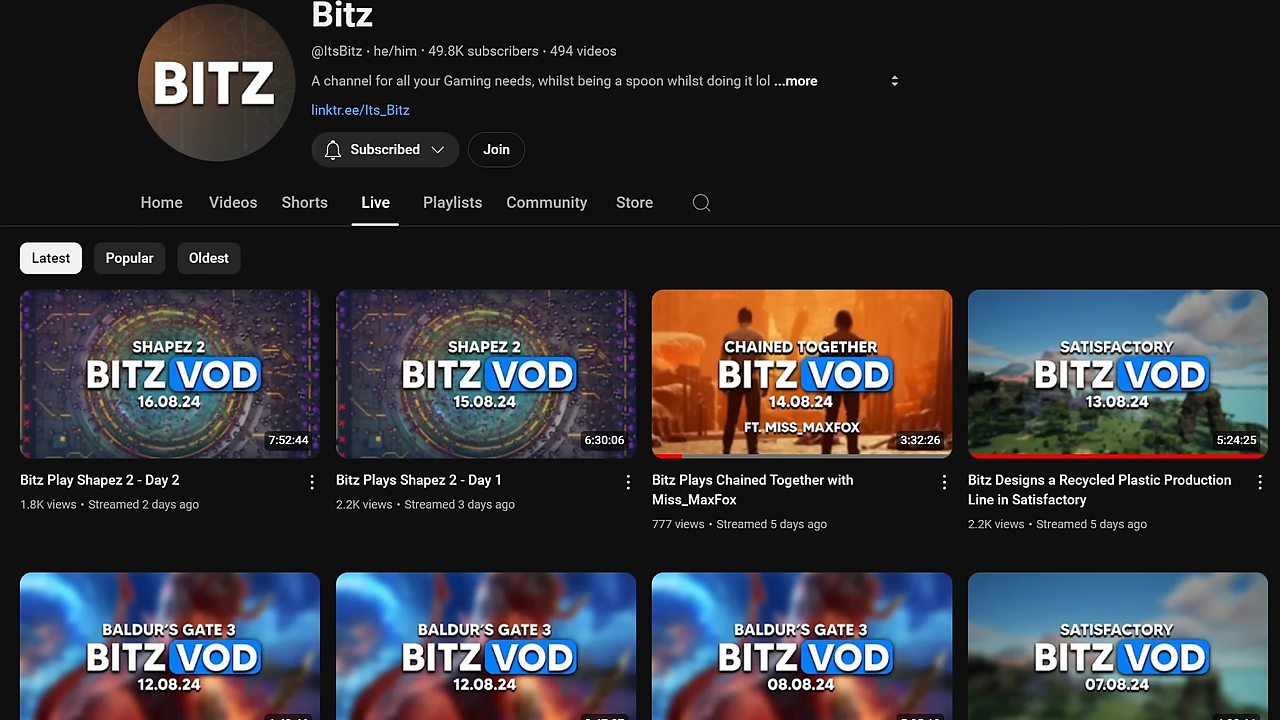 Bitz
BITZ
@ItsBitz · he/him · 49.8K subscribers · 494 videos
A channel for all your Gaming needs, whilst being a spoon whilst doing it lol ...more
linktr.ee/Its_Bitz
Subscribed
Join
Home Videos Shorts Live Playlists Community Store
Latest Popular Oldest
SHAPEZ 2
BITZ VOD
16.08.24
7:52:44
SHAPEZ 2
BITZ VOD
15.08.24
6:30:06
CHAINED TOGETHER
BITZ VOD
14.08.24
FT. MISS_MAXFOX
3:32:26
SATISFACTORY
BITZ VOD
13.08.24
5:24:25
Bitz Play Shapez 2 - Day 2
1.8K views • Streamed 2 days ago
Bitz Plays Shapez 2 - Day 1
2.2K views • Streamed 3 days ago
Bitz Plays Chained Together with
Miss_MaxFox
777 views • Streamed 5 days ago
Bitz Designs a Recycled Plastic Production
Line in Satisfactory
2.2K views • Streamed 5 days ago
BALDUR'S GATE 3
BITZ VOD
12.08.24
BALDUR'S GATE 3
BITZ VOD
12.08.24
BALDUR'S GATE 3
BITZ VOD
08.08.24
SATISFACTORY
BITZ VOD
07.08.24